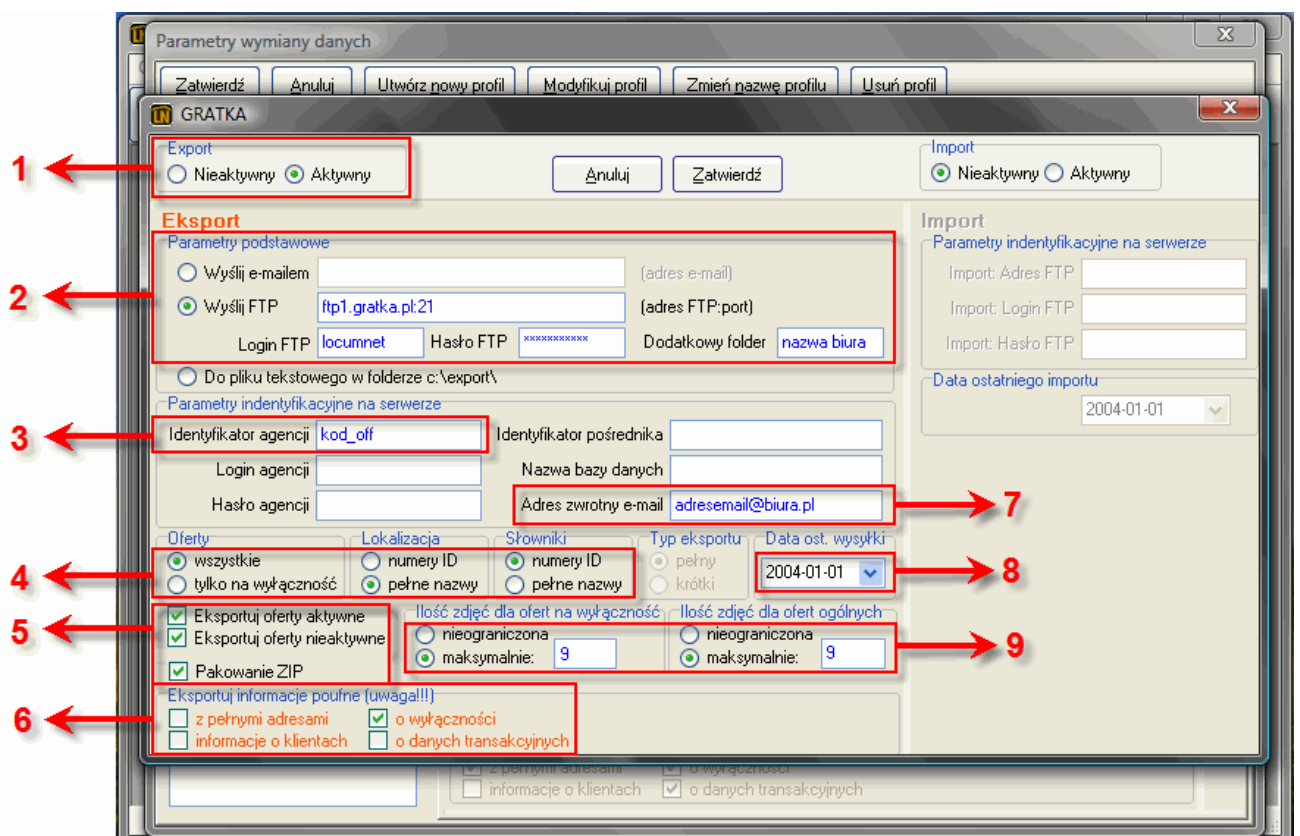 Parametry wymiany danych
Zatwierdź Anuluj Utwórz nowy profil Modyfikuj profil Zmień nazwę profilu Usuń profil
GRATKA
1
Export
Nieaktywny Aktywny
Anuluj Zatwierdź
Import
Nieaktywny Aktywny
Eksport
Import
2
Parametry podstawowe
Wyślij e-mailem (adres e-mail)
Wyślij FTP ftp1.gratka.pl:21 (adres FTP:port)
Login FTP locumnet Hasło FTP ××××××××××× Dodatkowy folder nazwa biura
Do pliku tekstowego w folderze c:\export\
Parametry indentyfikacyjne na serwerze
Import: Adres FTP
Import: Login FTP
Import: Hasło FTP
Data ostatniego importu
2004-01-01
Parametry indentyfikacyjne na serwerze
3
Identyfikator agencji kod_off Identyfikator pośrednika
Login agencji Nazwa bazy danych
Hasło agencji Adres zwrotny e-mail adresemail@biura.pl
7
Oferty Lokalizacja Słowniki Typ eksportu Data ost. wysyłki
4
wszystkie numery ID numery ID pełny 2004-01-01
8
tylko na wyłączność pełne nazwy pełne nazwy krótki
5
Eksportuj oferty aktywne
Eksportuj oferty nieaktywne
Pakowanie ZIP
Ilość zdjęć dla ofert na wyłączność Ilość zdjęć dla ofert ogólnych
nieograniczona nieograniczona
maksymalnie: 9 maksymalnie: 9
9
6
Eksportuj informacje poufne (uwaga!!!)
z pełnymi adresami o wyłączności
informacje o klientach o danych transakcyjnych
z pełnymi adresami o wyłączności
informacje o klientach o danych transakcyjnych